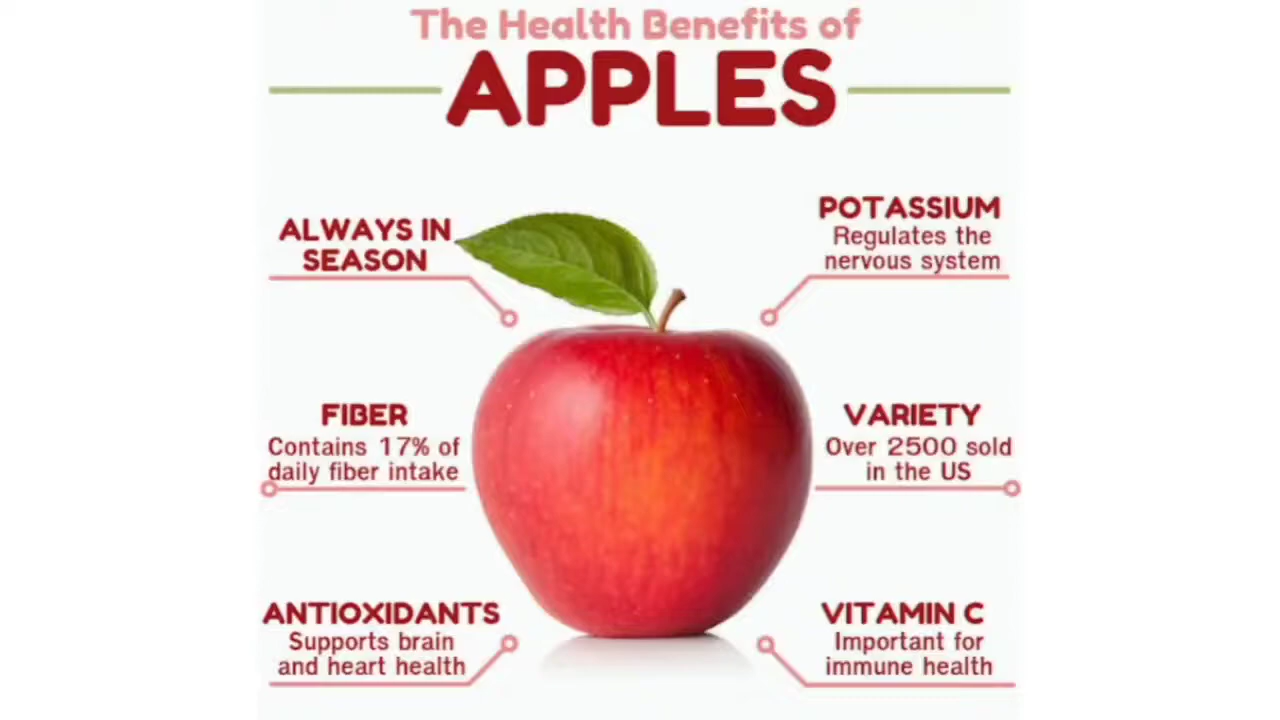 The Health Benefits of
APPLES
ALWAYS IN
SEASON
POTASSIUM
Regulates the
nervous system
FIBER
Contains 17% of
daily fiber intake
VARIETY
Over 2500 sold
in the US
ANTIOXIDANTS
Supports brain
and heart health
VITAMIN C
Important for
immune health